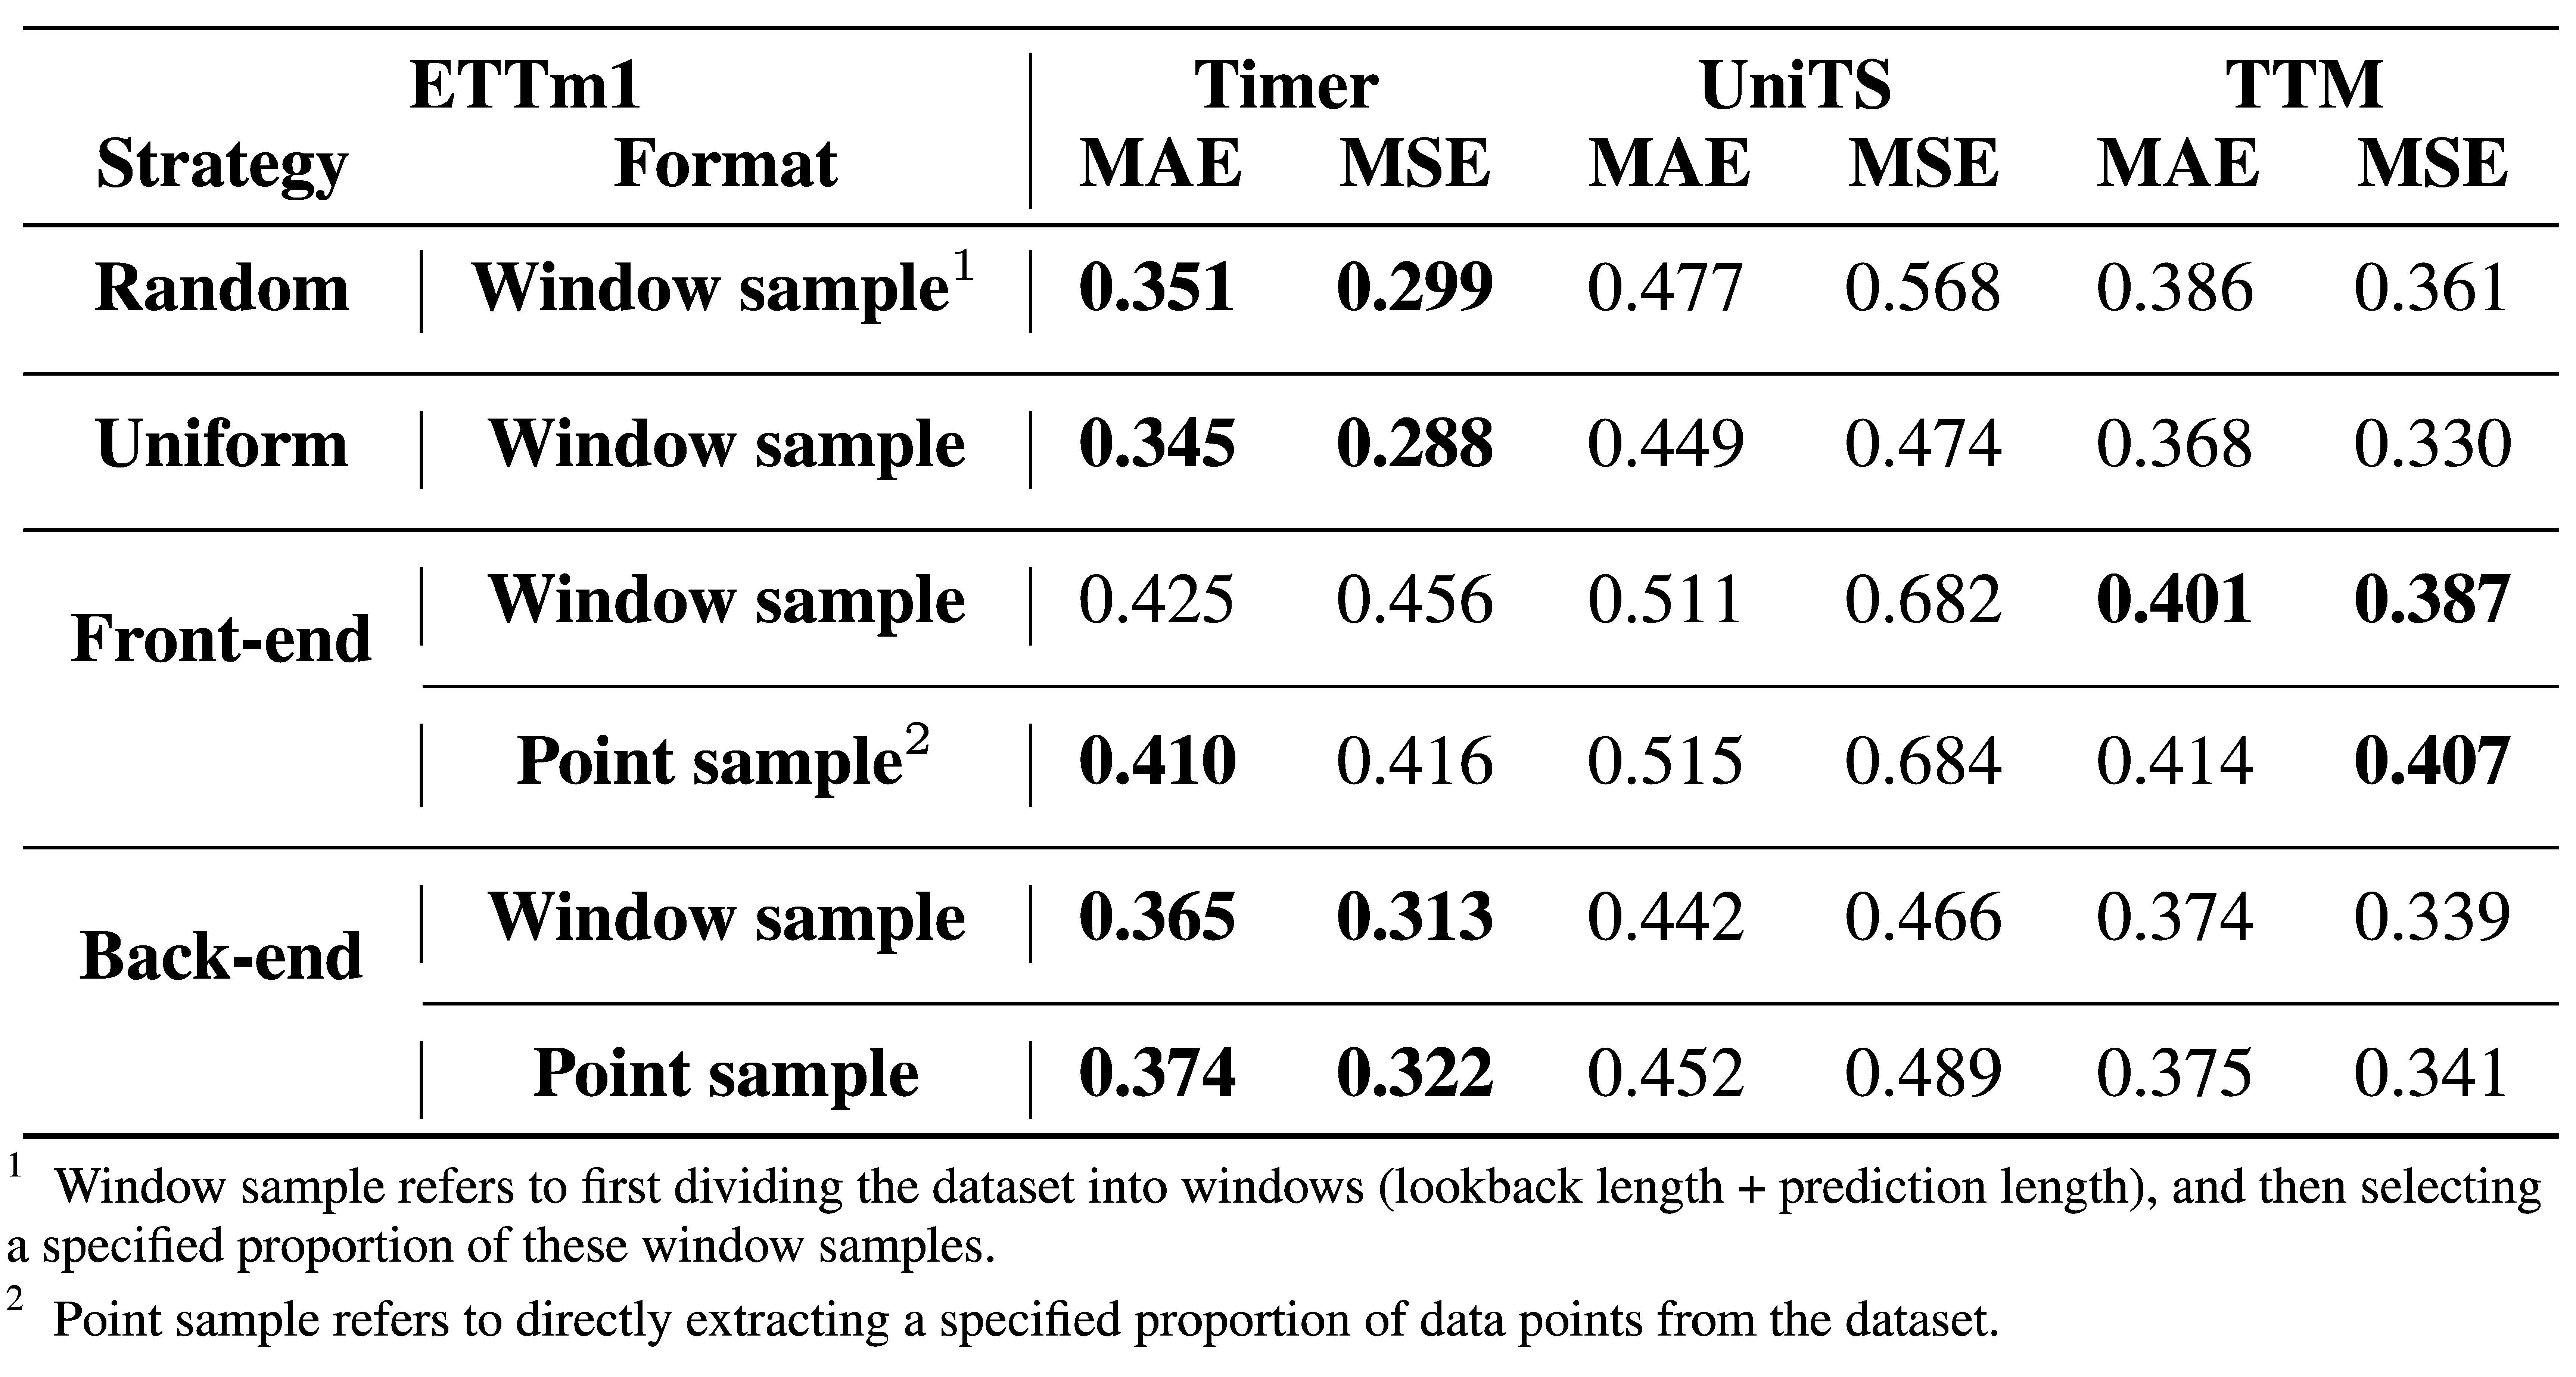 ETTm1 Timer UniTS TTM
Strategy Format MAE MSE MAE MSE MAE MSE
Random Window sample¹ 0.351 0.299 0.477 0.568 0.386 0.361
Uniform Window sample 0.345 0.288 0.449 0.474 0.368 0.330
Front-end Window sample 0.425 0.456 0.511 0.682 0.401 0.387
Point sample² 0.410 0.416 0.515 0.684 0.414 0.407
Back-end Window sample 0.365 0.313 0.442 0.466 0.374 0.339
Point sample 0.374 0.322 0.452 0.489 0.375 0.341
¹ Window sample refers to first dividing the dataset into windows (lookback length + prediction length), and then selecting
a specified proportion of these window samples.
² Point sample refers to directly extracting a specified proportion of data points from the dataset.